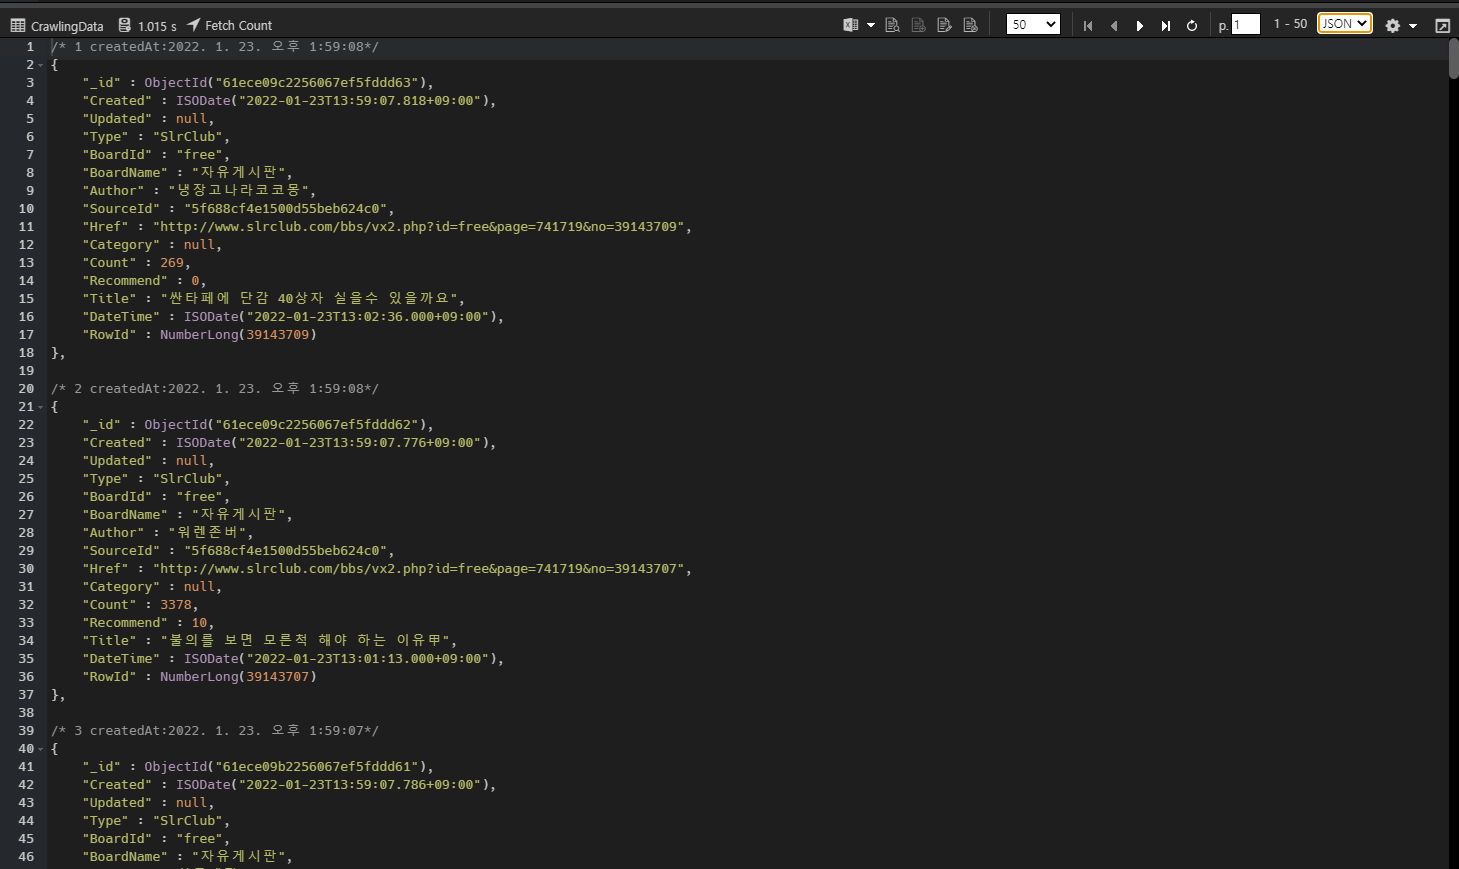 CrawlingData 1.015 s Fetch Count 50 p. 1 1 - 50 JSON
1 /* 1 createdAt:2022. 1. 23. 오후 1:59:08*/
2 {
3 "_id" : ObjectId("61ece09c2256067ef5fddd63"),
4 "Created" : ISODate("2022-01-23T13:59:07.818+09:00"),
5 "Updated" : null,
6 "Type" : "SlrClub",
7 "BoardId" : "free",
8 "BoardName" : "자유게시판",
9 "Author" : "냉장고나라코코몽",
10 "SourceId" : "5f688cf4e1500d55beb624c0",
11 "Href" : "http://www.slrclub.com/bbs/vx2.php?id=free&page=741719&no=39143709",
12 "Category" : null,
13 "Count" : 269,
14 "Recommend" : 0,
15 "Title" : "싼타페에 단감 40상자 실을수 있을까요",
16 "DateTime" : ISODate("2022-01-23T13:02:36.000+09:00"),
17 "RowId" : NumberLong(39143709)
18 },
19
20 /* 2 createdAt:2022. 1. 23. 오후 1:59:08*/
21 {
22 "_id" : ObjectId("61ece09c2256067ef5fddd62"),
23 "Created" : ISODate("2022-01-23T13:59:07.776+09:00"),
24 "Updated" : null,
25 "Type" : "SlrClub",
26 "BoardId" : "free",
27 "BoardName" : "자유게시판",
28 "Author" : "워렌존버",
29 "SourceId" : "5f688cf4e1500d55beb624c0",
30 "Href" : "http://www.slrclub.com/bbs/vx2.php?id=free&page=741719&no=39143707",
31 "Category" : null,
32 "Count" : 3378,
33 "Recommend" : 10,
34 "Title" : "불의를 보면 모른척 해야 하는 이유甲",
35 "DateTime" : ISODate("2022-01-23T13:01:13.000+09:00"),
36 "RowId" : NumberLong(39143707)
37 },
38
39 /* 3 createdAt:2022. 1. 23. 오후 1:59:07*/
40 {
41 "_id" : ObjectId("61ece09b2256067ef5fddd61"),
42 "Created" : ISODate("2022-01-23T13:59:07.786+09:00"),
43 "Updated" : null,
44 "Type" : "SlrClub",
45 "BoardId" : "free",
46 "BoardName" : "자유게시판",